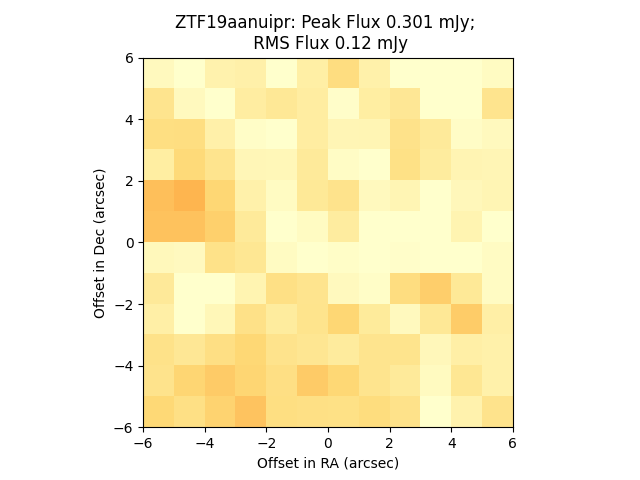 ZTF19aanuipr: Peak Flux 0.301 mJy;
RMS Flux 0.12 mJy
6
4
2
0
−2
−4
−6
Offset in Dec (arcsec)
−6 −4 −2 0 2 4 6
Offset in RA (arcsec)